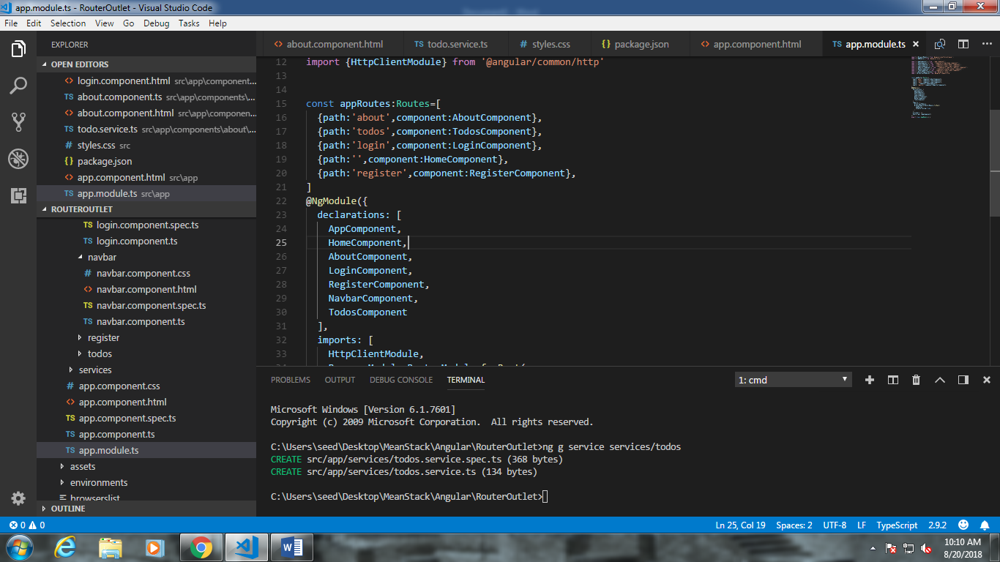 app.module.ts - RouterOutlet - Visual Studio Code
File Edit Selection View Go Debug Tasks Help
EXPLORER
OPEN EDITORS
login.component.html src\app\component...
about.component.ts src\app\components\...
about.component.html src\app\componen...
todo.service.ts src\app\components\about\...
# styles.css src
{} package.json
<> app.component.html src\app
TS app.module.ts src\app
ROUTEROUTLET
TS login.component.spec.ts
TS login.component.ts
navbar
# navbar.component.css
<> navbar.component.html
TS navbar.component.spec.ts
TS navbar.component.ts
register
todos
services
# app.component.css
<> app.component.html
TS app.component.spec.ts
TS app.component.ts
TS app.module.ts
assets
environments
browserslist
OUTLINE
<> about.component.html TS todo.service.ts # styles.css {} package.json <> app.component.html TS app.module.ts
12 import {HttpClientModule} from '@angular/common/http'
13
14
15 const appRoutes:Routes=[
16 {path:'about',component:AboutComponent},
17 {path:'todos',component:TodosComponent},
18 {path:'login',component:LoginComponent},
19 {path:'',component:HomeComponent},
20 {path:'register',component:RegisterComponent},
21 ]
22 @NgModule({
23 declarations: [
24 AppComponent,
25 HomeComponent,
26 AboutComponent,
27 LoginComponent,
28 RegisterComponent,
29 NavbarComponent,
30 TodosComponent
31 ],
32 imports: [
33 HttpClientModule,
PROBLEMS OUTPUT DEBUG CONSOLE TERMINAL 1: cmd
Microsoft Windows [Version 6.1.7601]
Copyright (c) 2009 Microsoft Corporation. All rights reserved.
C:\Users\seed\Desktop\MeanStack\Angular\RouterOutlet>ng g service services/todos
CREATE src/app/services/todos.service.spec.ts (368 bytes)
CREATE src/app/services/todos.service.ts (134 bytes)
C:\Users\seed\Desktop\MeanStack\Angular\RouterOutlet>
0 0 Ln 25, Col 19 Spaces: 2 UTF-8 LF TypeScript 2.9.2
10:10 AM
8/20/2018